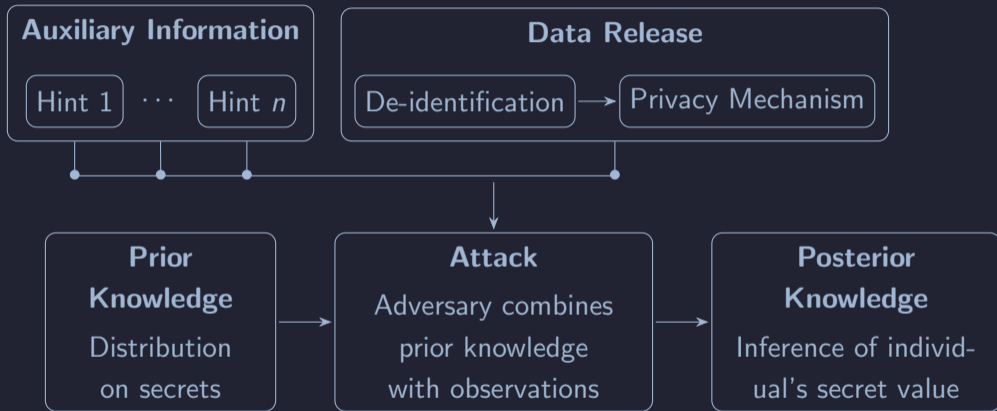 Auxiliary Information
Hint 1 ··· Hint n
Data Release
De-identification
Privacy Mechanism
Prior
Knowledge
Distribution
on secrets
Attack
Adversary combines
prior knowledge
with observations
Posterior
Knowledge
Inference of individ-
ual's secret value